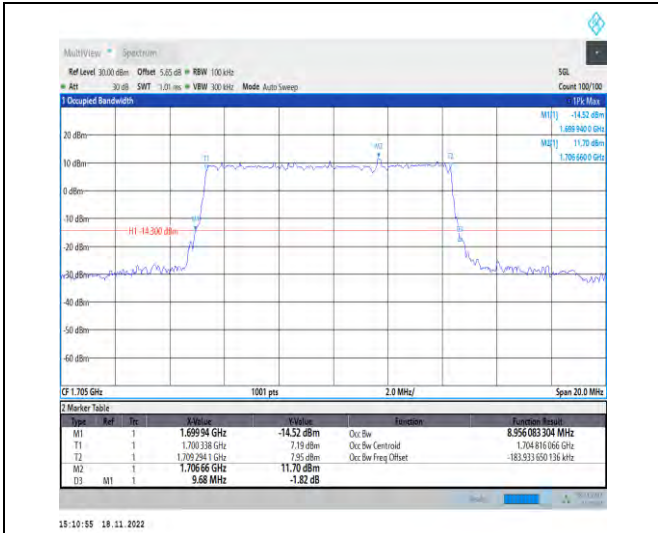 MultiView Spectrum
Ref Level 30.00 dBm Offset 5.65 dB RBW 100 kHz SGL
Att 30 dB SWT 1.01 ms VBW 300 kHz Mode Auto Sweep Count 100/100
1 Occupied Bandwidth 1Pk Max
M1[1] -14.52 dBm
1.699 940 0 GHz
M2[1] 11.70 dBm
1.706 660 0 GHz
20 dBm
M2
T1 T2
10 dBm
0 dBm
-10 dBm
H1 -14.300 dBm
-30 dBm
-40 dBm
-50 dBm
-60 dBm
CF 1.705 GHz 1001 pts 2.0 MHz/ Span 20.0 MHz
2 Marker Table
Type Ref Trc X-Value Y-Value Function Function Result
M1 1 1.699 94 GHz -14.52 dBm Occ Bw 8.956 083 304 MHz
T1 1 1.700 338 GHz 7.19 dBm Occ Bw Centroid 1.704 816 066 GHz
T2 1 1.709 294 1 GHz 7.95 dBm Occ Bw Freq Offset -183.933 650 136 kHz
M2 1 1.706 66 GHz 11.70 dBm
D3 M1 1 9.68 MHz -1.82 dB
15:10:55 18.11.2022